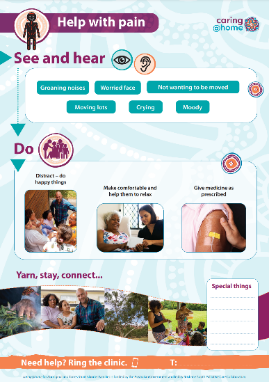 Help with pain
caring
@home
See and hear
Groaning noises
Worried face
Not wanting to be moved
Moving lots
Crying
Moody
Do
Distract – do
happy things
Make comfortable and
help them to relax
Give medicine as
prescribed
Yarn, stay, connect...
Special things
Need help? Ring the clinic.
T: